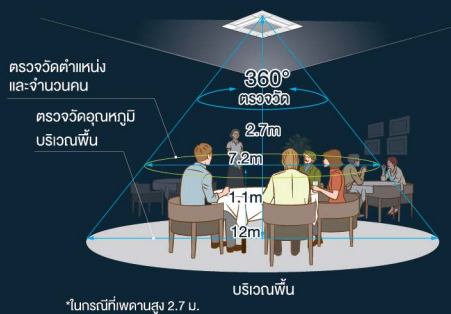 360°
ตรวจวัด
ตรวจวัดตำแหน่ง
และจำนวนคน
ตรวจวัดอุณหภูมิ
บริเวณพื้น
2.7m
7.2m
1.1m
12m
บริเวณพื้น
*ในกรณีที่เพดานสูง 2.7 ม.